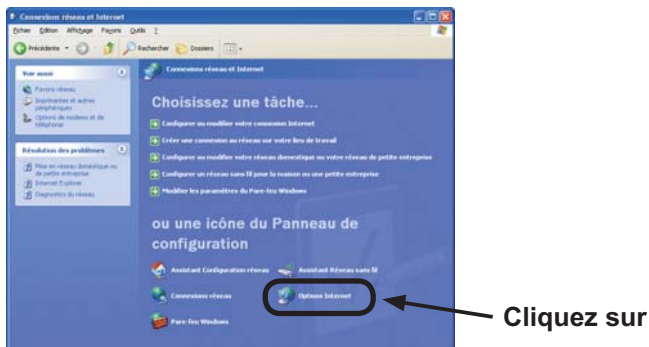 Connexions réseau et Internet
Fichier Edition Affichage Favoris Outils ?
Précédente Rechercher Dossiers
Voir aussi
Favoris réseau
Imprimantes et autres périphériques
Options de modems et de téléphonie
Résolution des problèmes
Mise en réseau domestique ou de petite entreprise
Internet Explorer
Diagnostics du réseau
Connexions réseau et Internet
Choisissez une tâche...
Configurer ou modifier votre connexion Internet
Créer une connexion au réseau sur votre lieu de travail
Configurer ou modifier votre réseau domestique ou votre réseau de petite entreprise
Configurer un réseau sans fil pour la maison ou une petite entreprise
Modifier les paramètres du Pare-feu Windows
ou une icône du Panneau de
configuration
Assistant Configuration réseau
Assistant Réseau sans fil
Connexions réseau
Options Internet
Pare-feu Windows
Cliquez sur